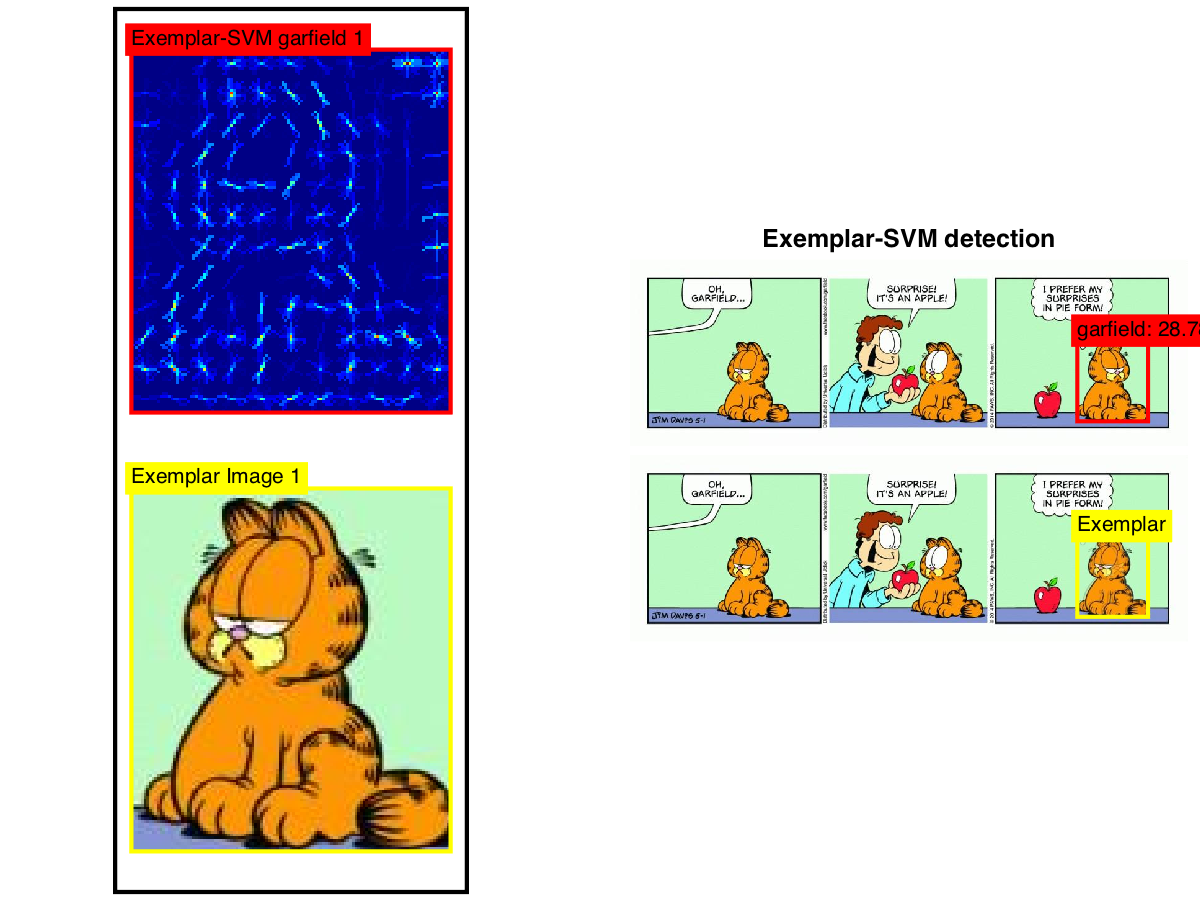 Exemplar-SVM garfield 1
Exemplar Image 1
Exemplar-SVM detection
OH,
GARFIELD...
SURPRISE!
IT'S AN APPLE!
I PREFER MY
SURPRISES
IN PIE FORM!
garfield: 28.7
JIM DAVIS 5-1
OH,
GARFIELD...
SURPRISE!
IT'S AN APPLE!
I PREFER MY
SURPRISES
IN PIE FORM!
Exemplar
JIM DAVIS 5-1